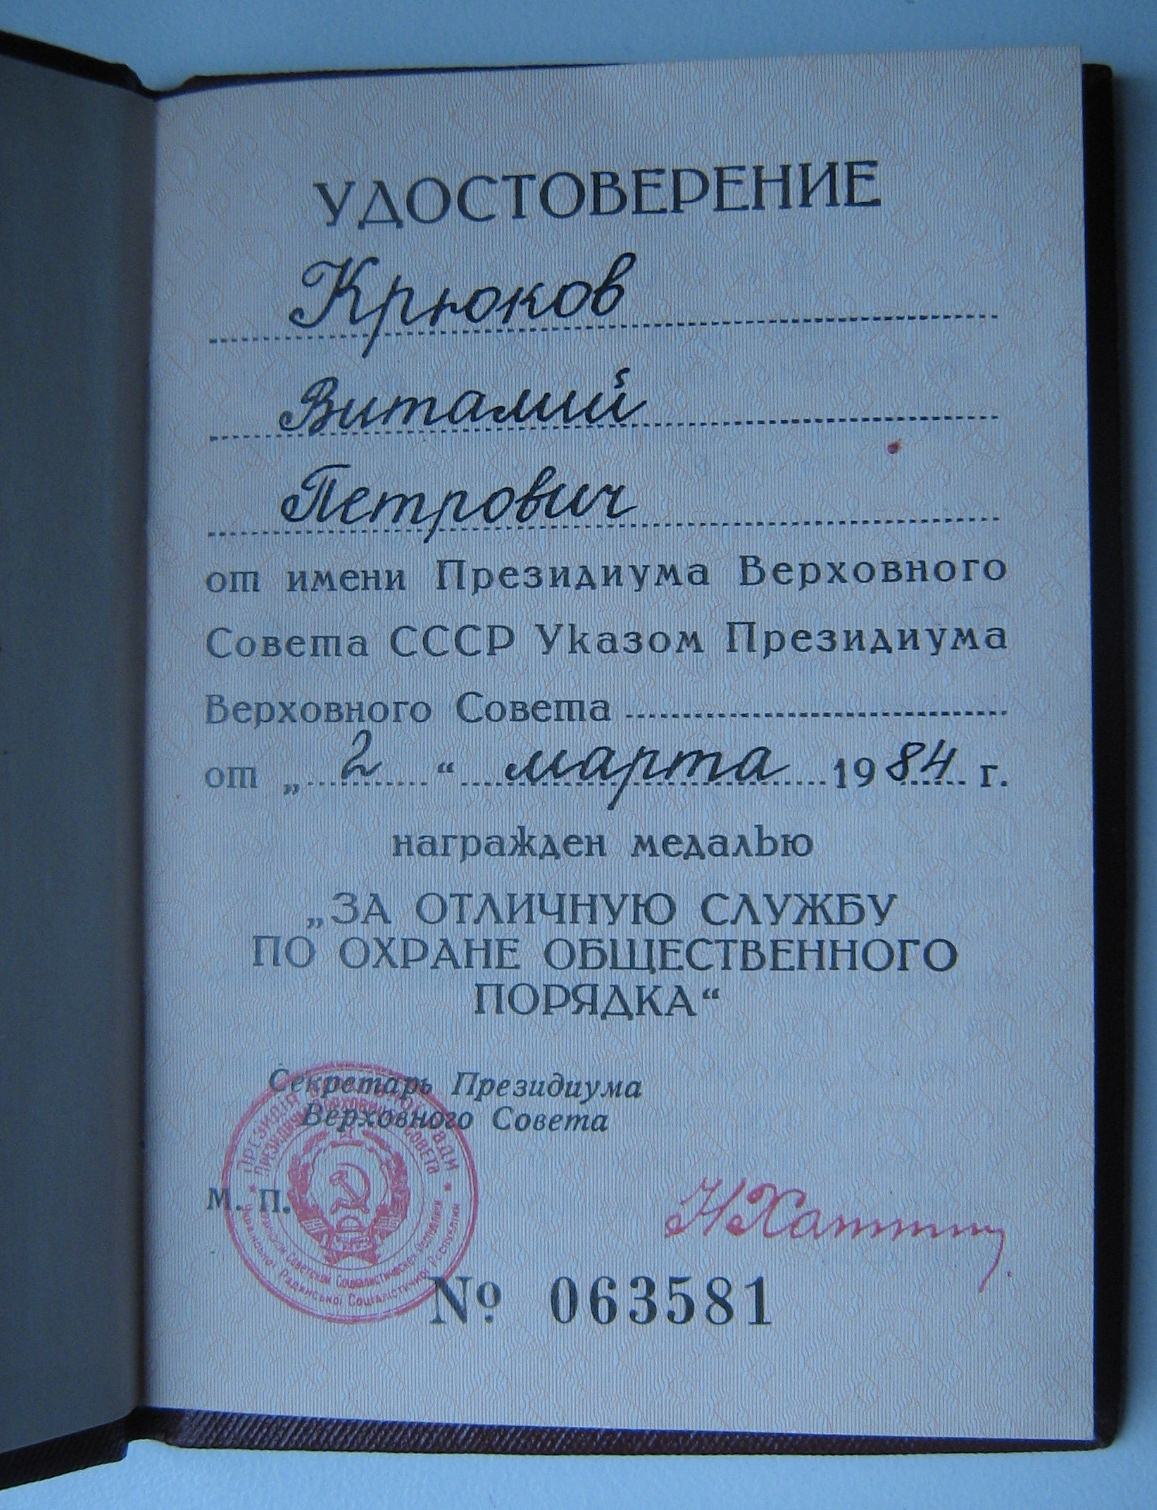 УДОСТОВЕРЕНИЕ
Крюков
Виталий
Петрович
от имени Президиума Верховного
Совета СССР Указом Президиума
Верховного Совета
от „ 2 “ марта 1984 г.
награжден медалью
„ЗА ОТЛИЧНУЮ СЛУЖБУ
ПО ОХРАНЕ ОБЩЕСТВЕННОГО
ПОРЯДКА“
Секретарь Президиума
Верховного Совета
М. П.
№ 063581